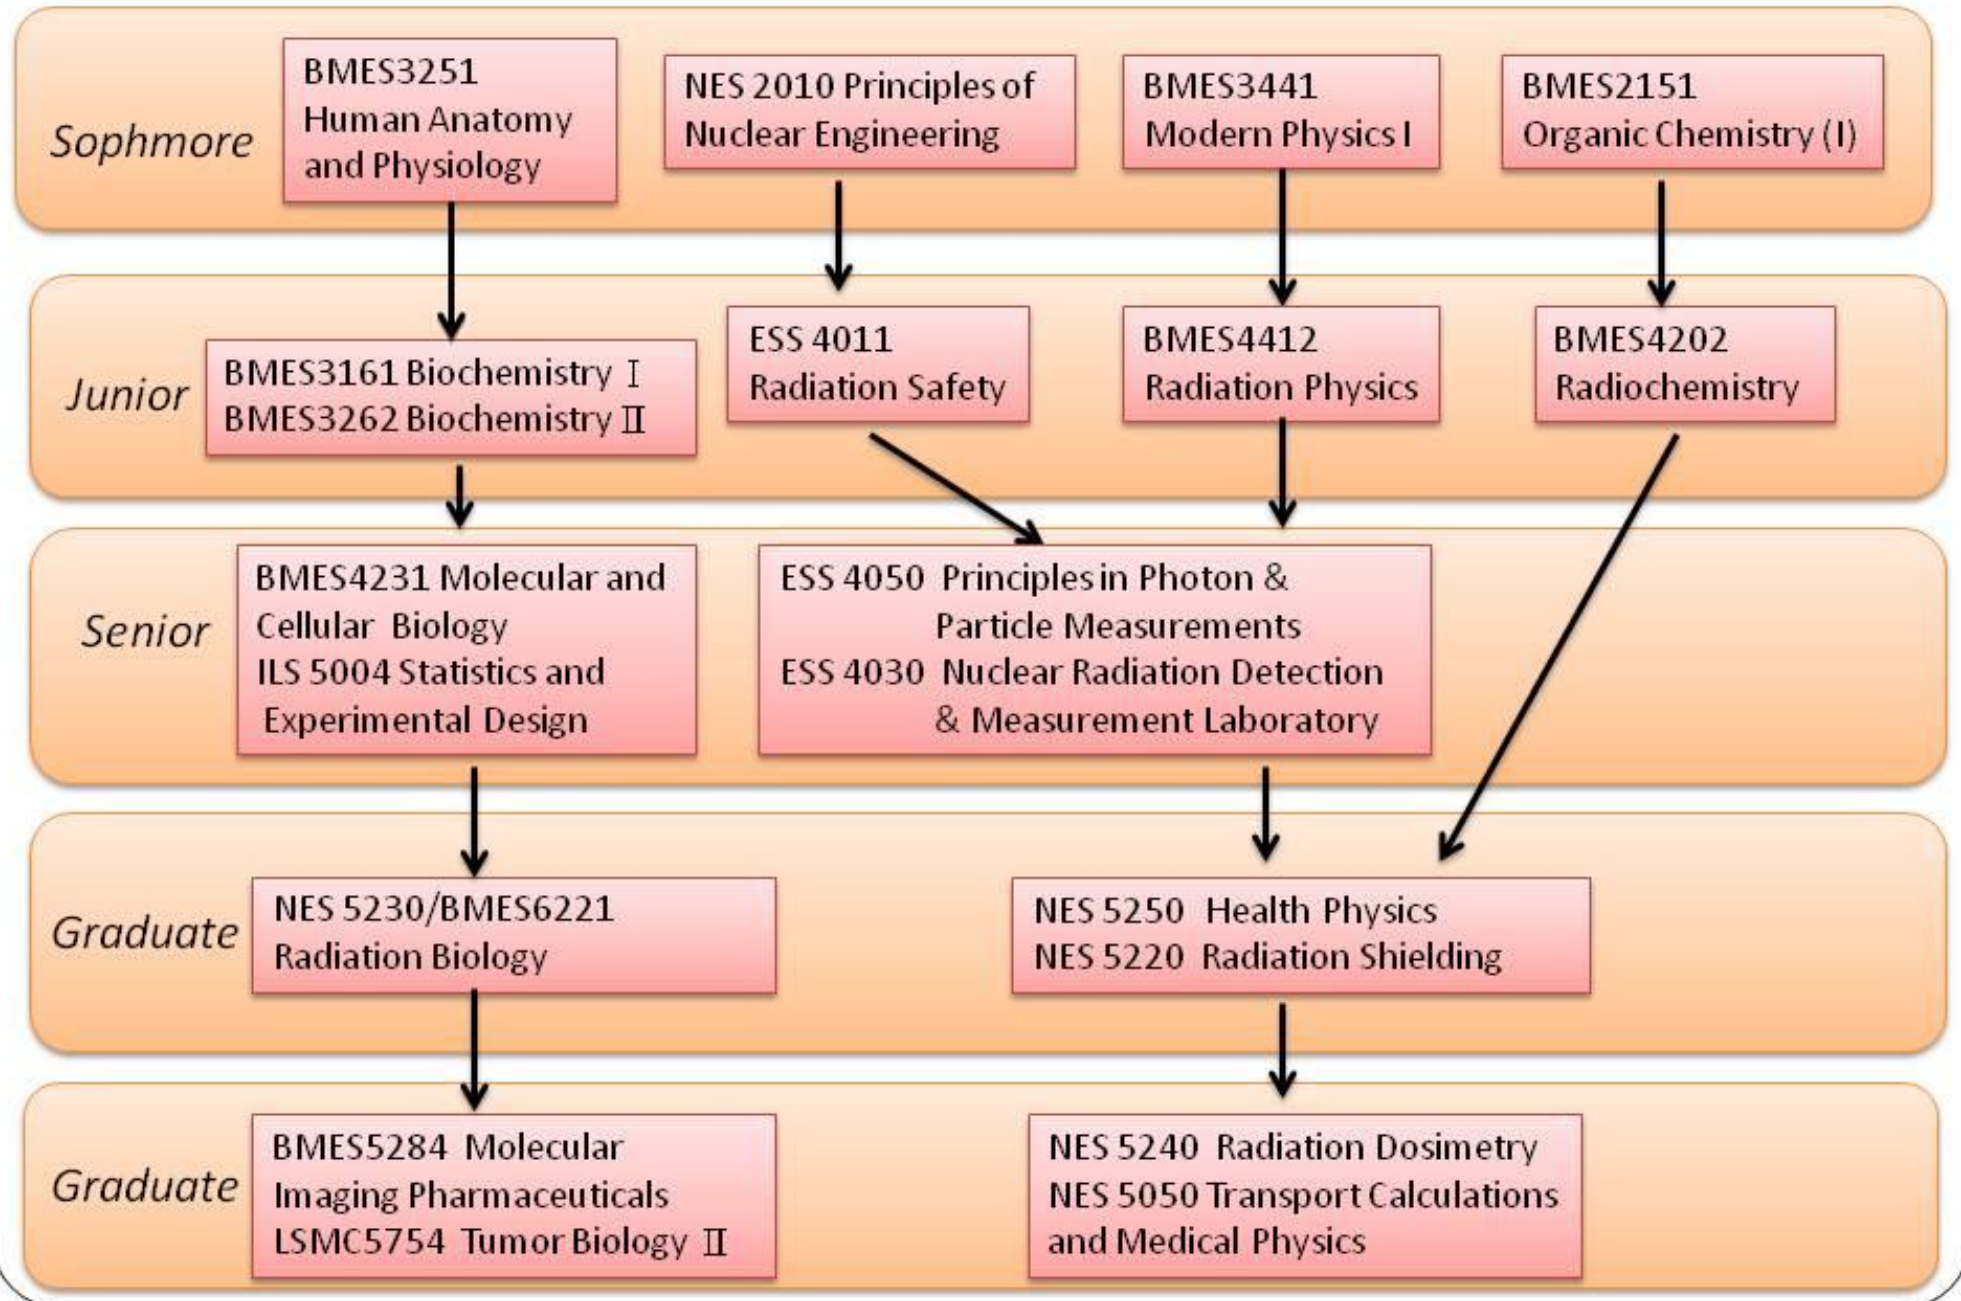 Sophmore
BMES3251
Human Anatomy
and Physiology
NES 2010 Principles of
Nuclear Engineering
BMES3441
Modern Physics I
BMES2151
Organic Chemistry (I)
Junior
BMES3161 Biochemistry Ⅰ
BMES3262 Biochemistry Ⅱ
ESS 4011
Radiation Safety
BMES4412
Radiation Physics
BMES4202
Radiochemistry
Senior
BMES4231 Molecular and
Cellular Biology
ILS 5004 Statistics and
Experimental Design
ESS 4050 Principles in Photon &
Particle Measurements
ESS 4030 Nuclear Radiation Detection
& Measurement Laboratory
Graduate
NES 5230/BMES6221
Radiation Biology
NES 5250 Health Physics
NES 5220 Radiation Shielding
Graduate
BMES5284 Molecular
Imaging Pharmaceuticals
LSMC5754 Tumor Biology Ⅱ
NES 5240 Radiation Dosimetry
NES 5050 Transport Calculations
and Medical Physics